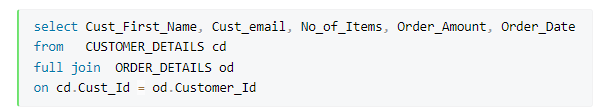 select Cust_First_Name, Cust_email, No_of_Items, Order_Amount, Order_Date
from   CUSTOMER_DETAILS cd
full join  ORDER_DETAILS od
on cd.Cust_Id = od.Customer_Id